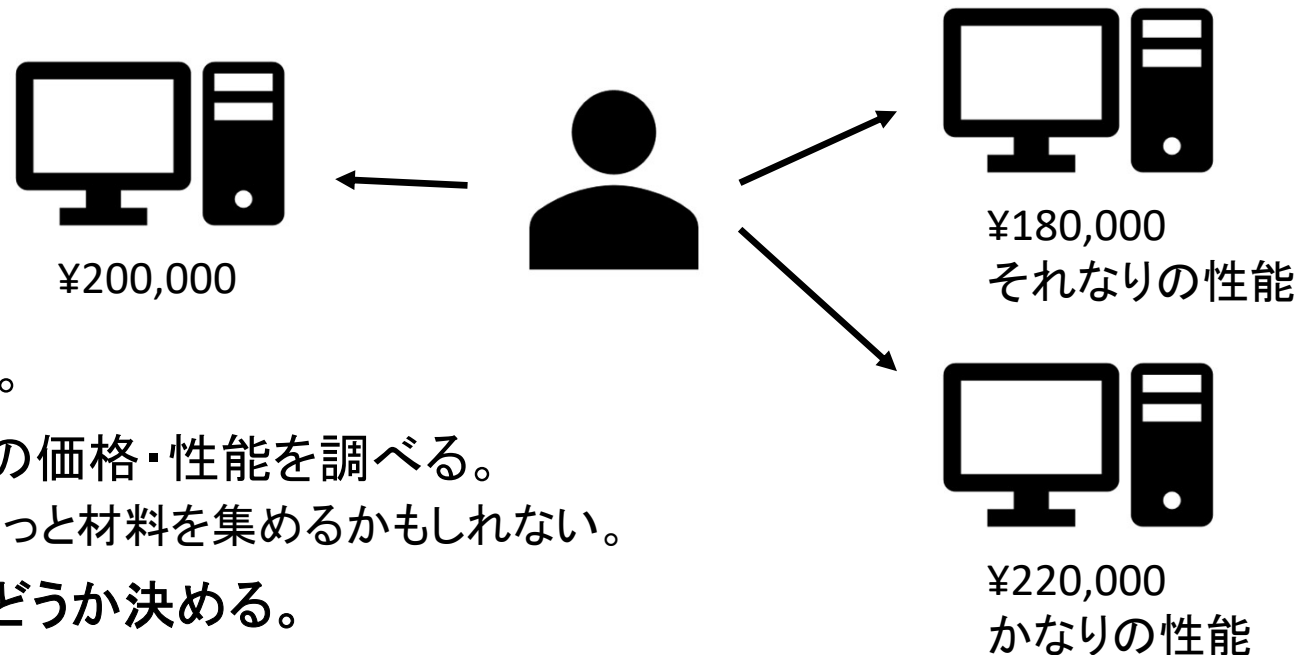 ¥200,000
¥180,000
それなりの性能
。
の価格・性能を調べる。
っと材料を集めるかもしれない。
どうか決める。
¥220,000
かなりの性能